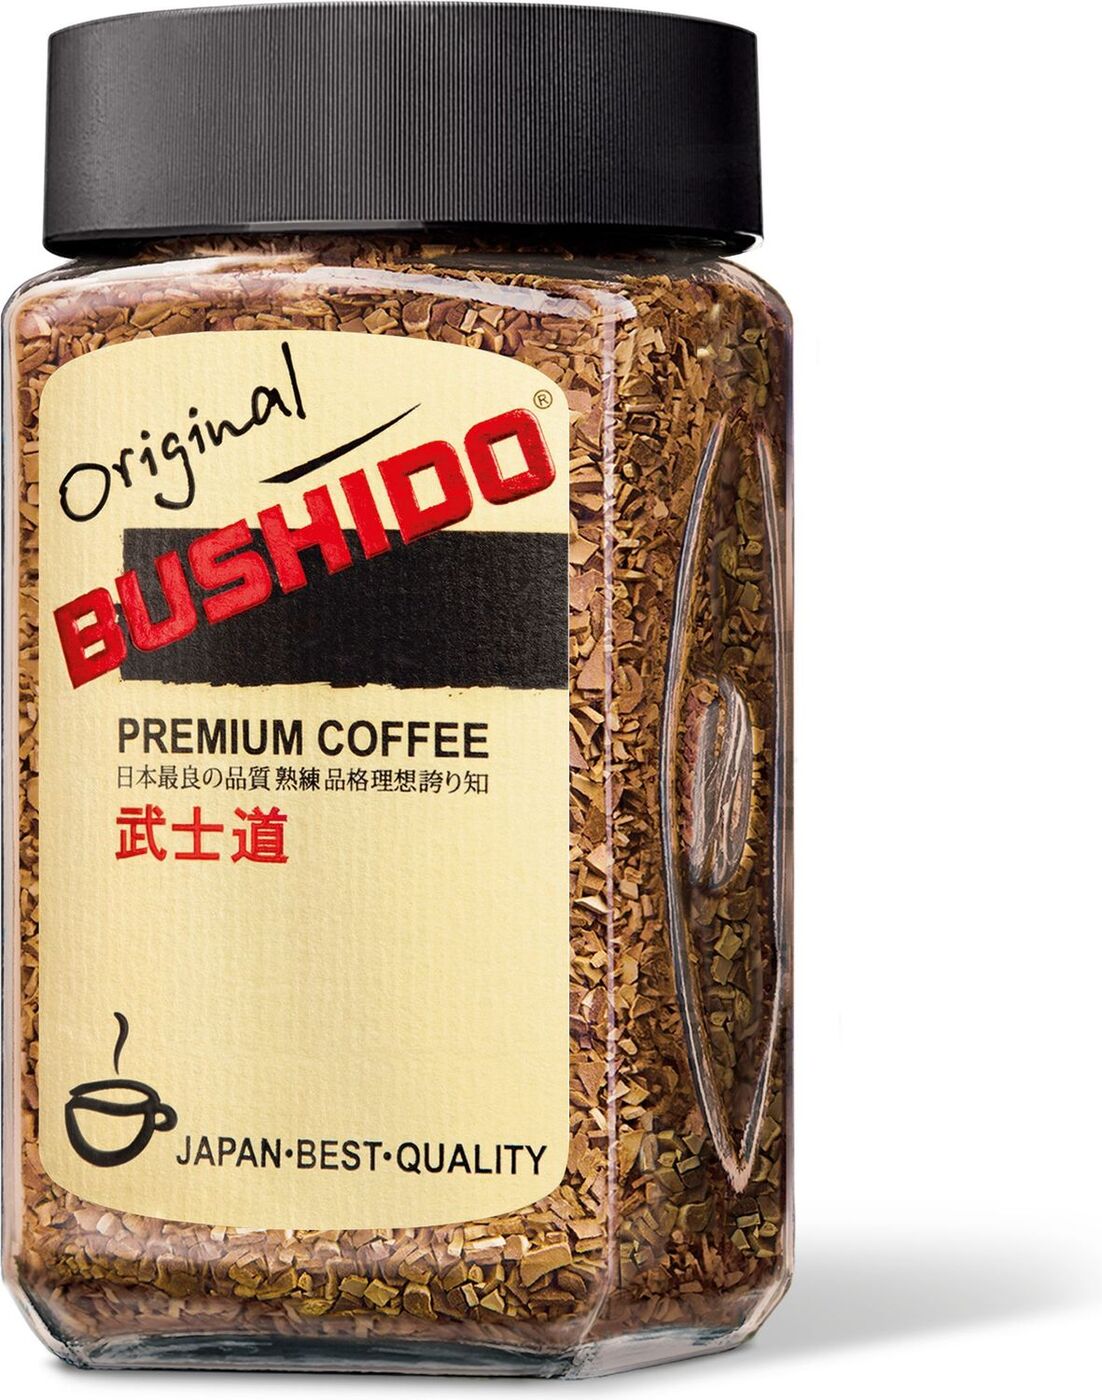 Original
BUSHIDO®
PREMIUM COFFEE
日本最良の品質 熟練 品格理想誇り知
武士道
JAPAN·BEST·QUALITY